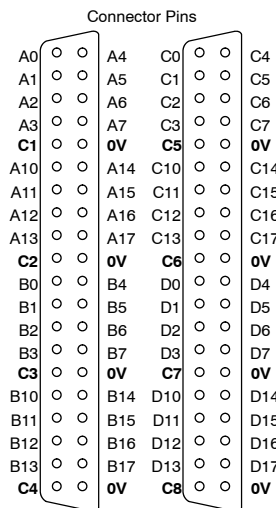 Connector Pins
A0 A4 C0 C4
A1 A5 C1 C5
A2 A6 C2 C6
A3 A7 C3 C7
C1 0V C5 0V
A10 A14 C10 C14
A11 A15 C11 C15
A12 A16 C12 C16
A13 A17 C13 C17
C2 0V C6 0V
B0 B4 D0 D4
B1 B5 D1 D5
B2 B6 D2 D6
B3 B7 D3 D7
C3 0V C7 0V
B10 B14 D10 D14
B11 B15 D11 D15
B12 B16 D12 D16
B13 B17 D13 D17
C4 0V C8 0V